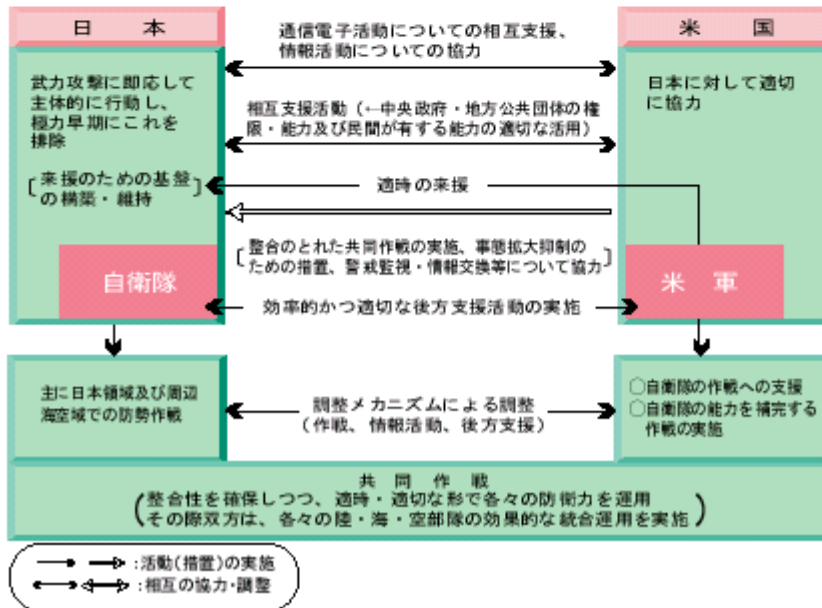 日 本
米 国
通信電子活動についての相互支援、
情報活動についての協力
武力攻撃に即応して
主体的に行動し、
極力早期にこれを
排除
日本に対して適切
に協力
相互支援活動（←中央政府・地方公共団体の権
限・能力及び民間が有する能力の適切な活用）
〔来援のための基盤
の構築・維持〕
適時の来援
〔整合のとれた共同作戦の実施、事態拡大抑制の
ための措置、警戒監視・情報交換等について協力〕
自衛隊
米 軍
効率的かつ適切な後方支援活動の実施
主に日本領域及び周辺
海空域での防勢作戦
調整メカニズムによる調整
（作戦、情報活動、後方支援）
○自衛隊の作戦への支援
○自衛隊の能力を補完する
作戦の実施
共 同 作 戦
（整合性を確保しつつ、適時・適切な形で各々の防衛力を運用
その際双方は、各々の陸・海・空部隊の効果的な統合運用を実施）
:活動(措置)の実施
:相互の協力・調整